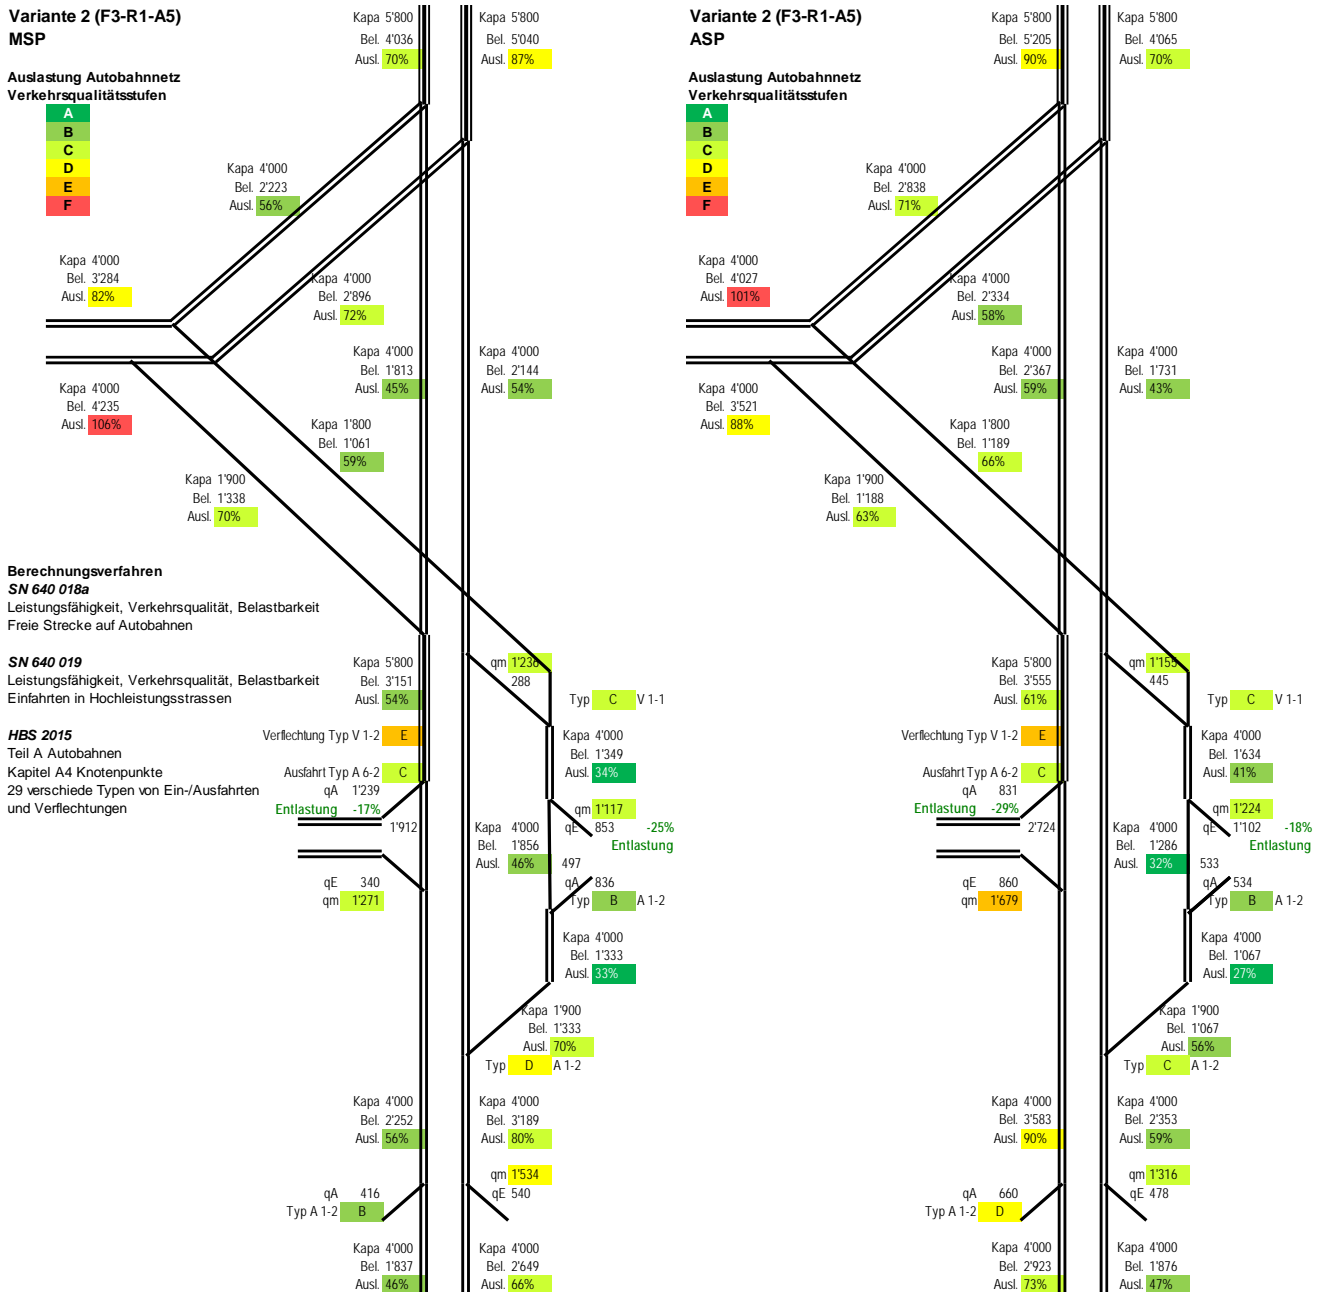 Variante 2 (F3-R1-A5)
MSP
Kapa 5'800
Bel. 4'036
Ausl. 70%
Kapa 5'800
Bel. 5'040
Ausl. 87%
Auslastung Autobahnnetz
Verkehrsqualitätsstufen
A
B
C
D
E
F
Kapa 4'000
Bel. 2'223
Ausl. 56%
Kapa 4'000
Bel. 3'284
Ausl. 82%
Kapa 4'000
Bel. 2'896
Ausl. 72%
Kapa 4'000
Bel. 1'813
Ausl. 45%
Kapa 4'000
Bel. 2'144
Ausl. 54%
Kapa 4'000
Bel. 4'235
Ausl. 106%
Kapa 1'800
Bel. 1'061
59%
Kapa 1'900
Bel. 1'338
Ausl. 70%
Berechnungsverfahren
SN 640 018a
Leistungsfähigkeit, Verkehrsqualität, Belastbarkeit
Freie Strecke auf Autobahnen
SN 640 019
Leistungsfähigkeit, Verkehrsqualität, Belastbarkeit
Einfahrten in Hochleistungsstrassen
HBS 2015
Teil A Autobahnen
Kapitel A4 Knotenpunkte
29 verschiede Typen von Ein-/Ausfahrten
und Verflechtungen
Kapa 5'800
Bel. 3'151
Ausl. 54%
qm 1'236
288
Typ C V 1-1
Verflechtung Typ V 1-2 E
Kapa 4'000
Bel. 1'349
Ausl. 34%
Ausfahrt Typ A 6-2 C
qA 1'239
Entlastung -17%
1'912
qm 1'117
qE 853 -25%
Entlastung
Kapa 4'000
Bel. 1'856
Ausl. 46%
497
qA 836
Typ B A 1-2
qE 340
qm 1'271
Kapa 4'000
Bel. 1'333
Ausl. 33%
Kapa 1'900
Bel. 1'333
Ausl. 70%
Typ D A 1-2
Kapa 4'000
Bel. 2'252
Ausl. 56%
Kapa 4'000
Bel. 3'189
Ausl. 80%
qm 1'534
qE 540
qA 416
Typ A 1-2 B
Kapa 4'000
Bel. 1'837
Ausl. 46%
Kapa 4'000
Bel. 2'649
Ausl. 66%
Variante 2 (F3-R1-A5)
ASP
Kapa 5'800
Bel. 5'205
Ausl. 90%
Kapa 5'800
Bel. 4'065
Ausl. 70%
Auslastung Autobahnnetz
Verkehrsqualitätsstufen
A
B
C
D
E
F
Kapa 4'000
Bel. 2'838
Ausl. 71%
Kapa 4'000
Bel. 4'027
Ausl. 101%
Kapa 4'000
Bel. 2'334
Ausl. 58%
Kapa 4'000
Bel. 2'367
Ausl. 59%
Kapa 4'000
Bel. 1'731
Ausl. 43%
Kapa 4'000
Bel. 3'521
Ausl. 88%
Kapa 1'800
Bel. 1'189
66%
Kapa 1'900
Bel. 1'188
Ausl. 63%
Kapa 5'800
Bel. 3'555
Ausl. 61%
qm 1'155
445
Typ C V 1-1
Verflechtung Typ V 1-2 E
Kapa 4'000
Bel. 1'634
Ausl. 41%
Ausfahrt Typ A 6-2 C
qA 831
Entlastung -29%
2'724
qm 1'224
qE 1'102 -18%
Entlastung
Kapa 4'000
Bel. 1'286
Ausl. 32%
533
qA 534
Typ B A 1-2
qE 860
qm 1'679
Kapa 4'000
Bel. 1'067
Ausl. 27%
Kapa 1'900
Bel. 1'067
Ausl. 56%
Typ C A 1-2
Kapa 4'000
Bel. 3'583
Ausl. 90%
Kapa 4'000
Bel. 2'353
Ausl. 59%
qm 1'316
qE 478
qA 660
Typ A 1-2 D
Kapa 4'000
Bel. 2'923
Ausl. 73%
Kapa 4'000
Bel. 1'876
Ausl. 47%